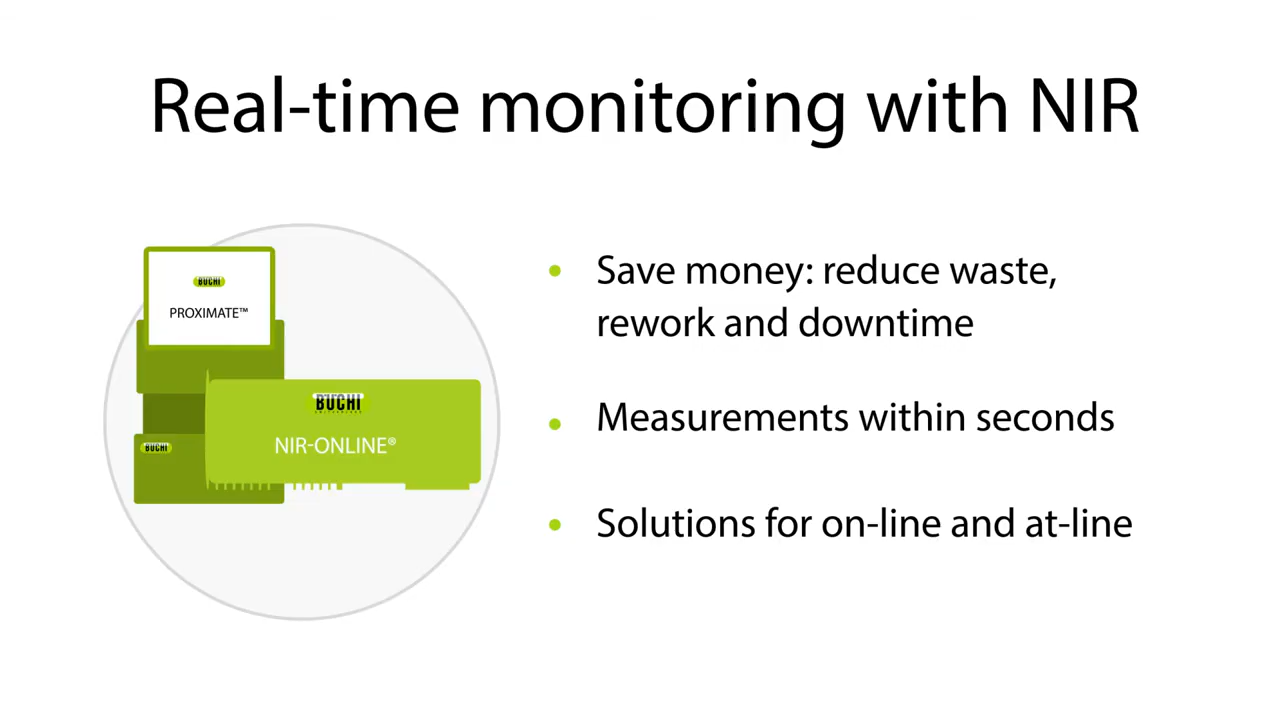 Real-time monitoring with NIR
BUCHI
PROXIMATE™
BUCHI
NIR-ONLINE®
BUCHI
• Save money: reduce waste,
rework and downtime
• Measurements within seconds
• Solutions for on-line and at-line